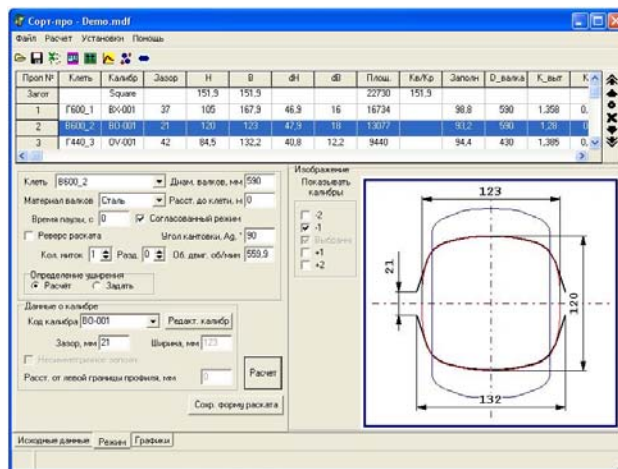 Сорт-про - Demo.mdf
Файл Расчет Установки Помощь
Проп № Клеть Калибр Зазор H B dH dB Площ. Кв/Кр Заполн D_валка К_выт К
Загот Square 151,9 151,9 22730 151,9
1 Г600_1 BX-001 37 105 167,9 46,9 16 16734 98,8 590 1,358 0,
2 В600_2 ВО-001 21 120 123 47,9 18 13077 93,2 590 1,28 0
3 Г440_3 OV-001 42 84,5 132,2 40,8 12,2 9440 94,4 430 1,385 0,
Клеть В600_2 Диам. валков, мм 590
Материал валков Сталь Расст. до клети, м 0
Время паузы, с 0 Согласованный режим
Реверс раската Угол кантовки, Ag, ° 90
Кол. ниток 1 Разд. 0 Об. двиг. об/мин 559,9
Определение уширения
Расчёт Задать
Данные о калибре
Код калибра ВО-001 Редакт. калибр
Зазор, мм 21 Ширина, мм 123
Расст. от левой границы профиля, мм 0
Расчет
Сохр. форму раската
Изображение
Показывать
калибры
-2
-1
+1
+2
123
21
120
132
Исходные данные Режим Графики